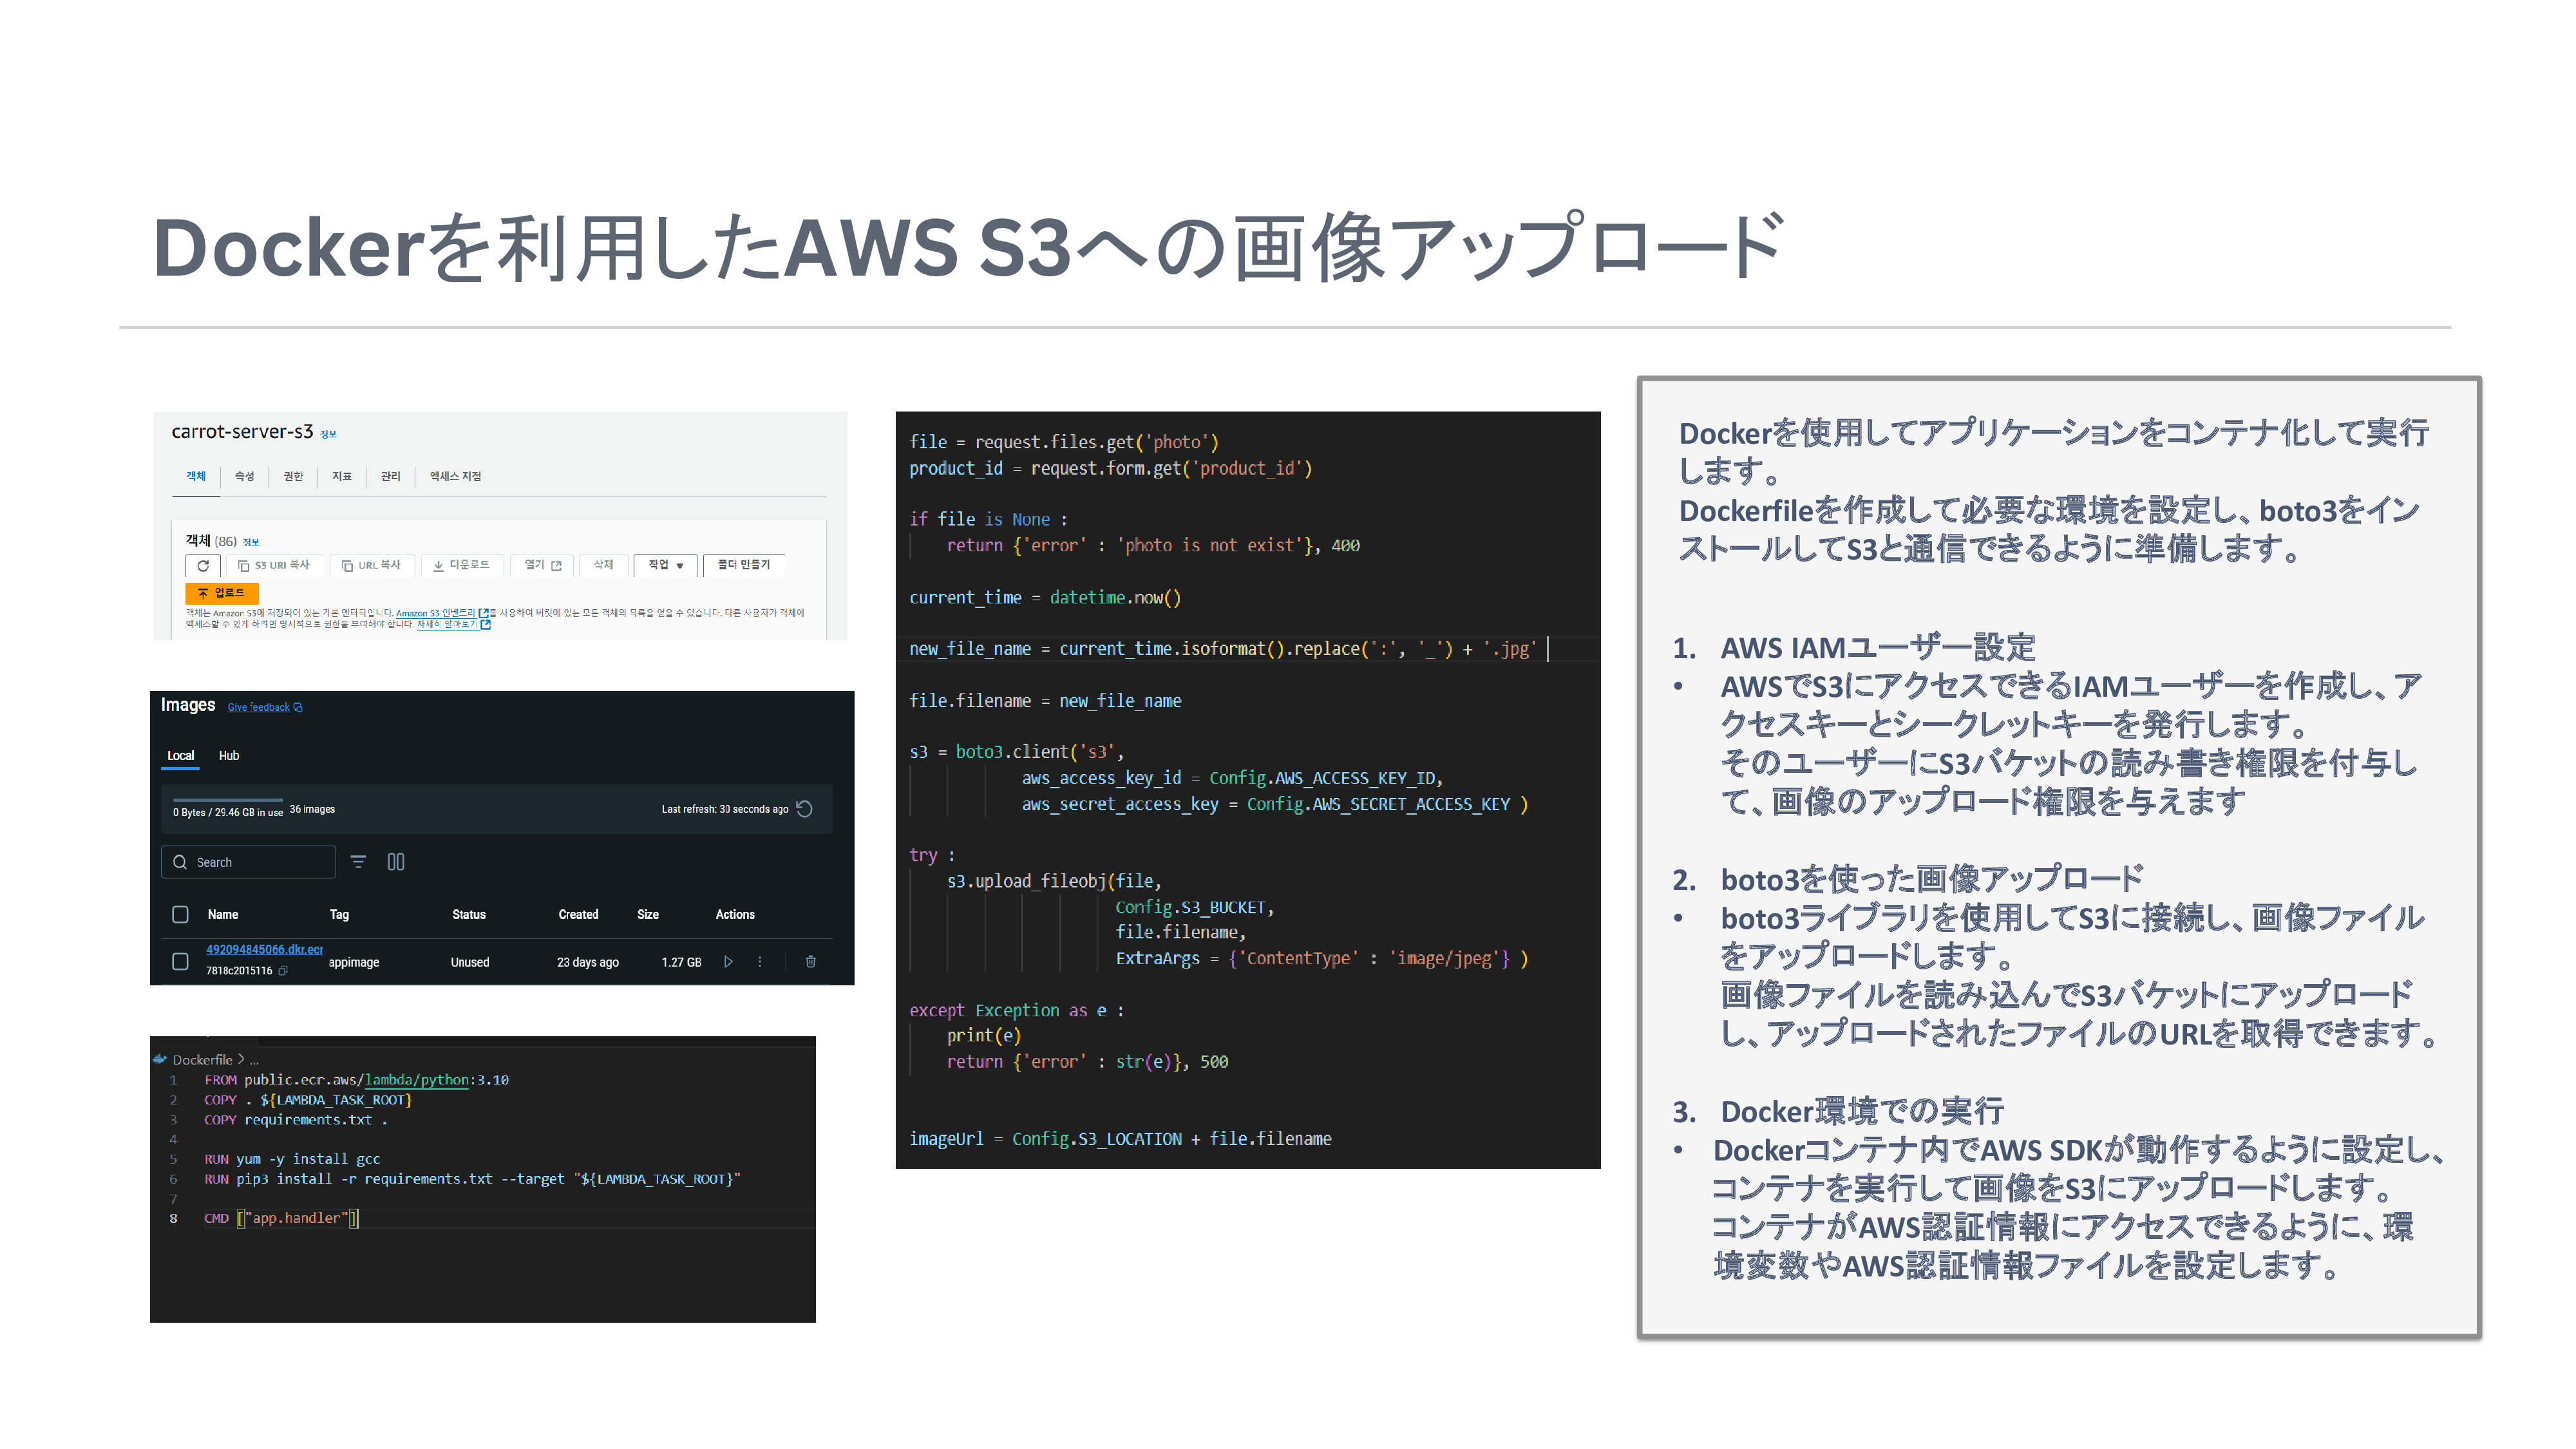 Dockerを利用したAWS S3への画像アップロード
carrot-server-s3 정보
객체 속성 권한 지표 관리 액세스 지점
객체 (86) 정보
S3 URI 복사 URL 복사 다운로드 열기 삭제 작업 폴더 만들기
업로드
객체는 Amazon S3에 저장되어 있는 기본 엔터티입니다. Amazon S3 인벤토리를 사용하여 버킷에 있는 모든 객체의 목록을 얻을 수 있습니다. 다른 사용자가 객체에
액세스할 수 있게 하려면 명시적으로 권한을 부여해야 합니다. 자세히 알아보기
Images Give feedback
Local Hub
0 Bytes / 29.46 GB in use 36 images Last refresh: 30 seconds ago
Search
Name Tag Status Created Size Actions
492094845066.dkr.ecr
7818c2015116 appimage Unused 23 days ago 1.27 GB
Dockerfile > ...
1 FROM public.ecr.aws/lambda/python:3.10
2 COPY . ${LAMBDA_TASK_ROOT}
3 COPY requirements.txt .
4
5 RUN yum -y install gcc
6 RUN pip3 install -r requirements.txt --target "${LAMBDA_TASK_ROOT}"
7
8 CMD ["app.handler"]
file = request.files.get('photo')
product_id = request.form.get('product_id')
if file is None :
return {'error' : 'photo is not exist'}, 400
current_time = datetime.now()
new_file_name = current_time.isoformat().replace(':', '_') + '.jpg'
file.filename = new_file_name
s3 = boto3.client('s3',
aws_access_key_id = Config.AWS_ACCESS_KEY_ID,
aws_secret_access_key = Config.AWS_SECRET_ACCESS_KEY )
try :
s3.upload_fileobj(file,
Config.S3_BUCKET,
file.filename,
ExtraArgs = {'ContentType' : 'image/jpeg'} )
except Exception as e :
print(e)
return {'error' : str(e)}, 500
imageUrl = Config.S3_LOCATION + file.filename
Dockerを使用してアプリケーションをコンテナ化して実行
します。
Dockerfileを作成して必要な環境を設定し、boto3をイン
ストールしてS3と通信できるように準備します。
1. AWS IAMユーザー設定
• AWSでS3にアクセスできるIAMユーザーを作成し、ア
クセスキーとシークレットキーを発行します。
そのユーザーにS3バケットの読み書き権限を付与し
て、画像のアップロード権限を与えます
2. boto3を使った画像アップロード
• boto3ライブラリを使用してS3に接続し、画像ファイル
をアップロードします。
画像ファイルを読み込んでS3バケットにアップロード
し、アップロードされたファイルのURLを取得できます。
3. Docker環境での実行
• Dockerコンテナ内でAWS SDKが動作するように設定し、
コンテナを実行して画像をS3にアップロードします。
コンテナがAWS認証情報にアクセスできるように、環
境変数やAWS認証情報ファイルを設定します。